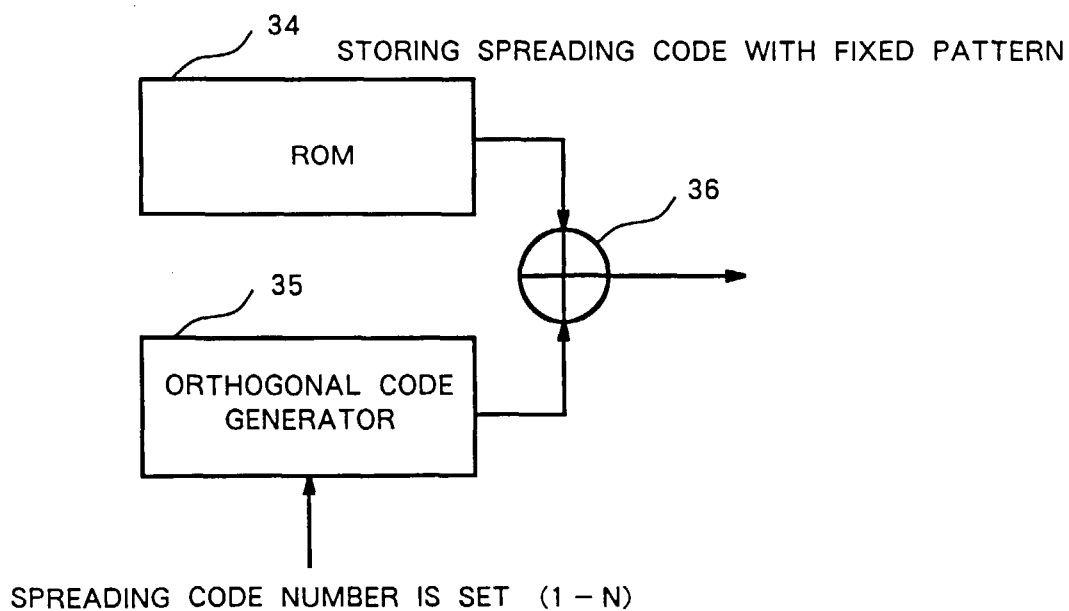 34
STORING SPREADING CODE WITH FIXED PATTERN
ROM
36
35
ORTHOGONAL CODE
GENERATOR
SPREADING CODE NUMBER IS SET (1 – N)